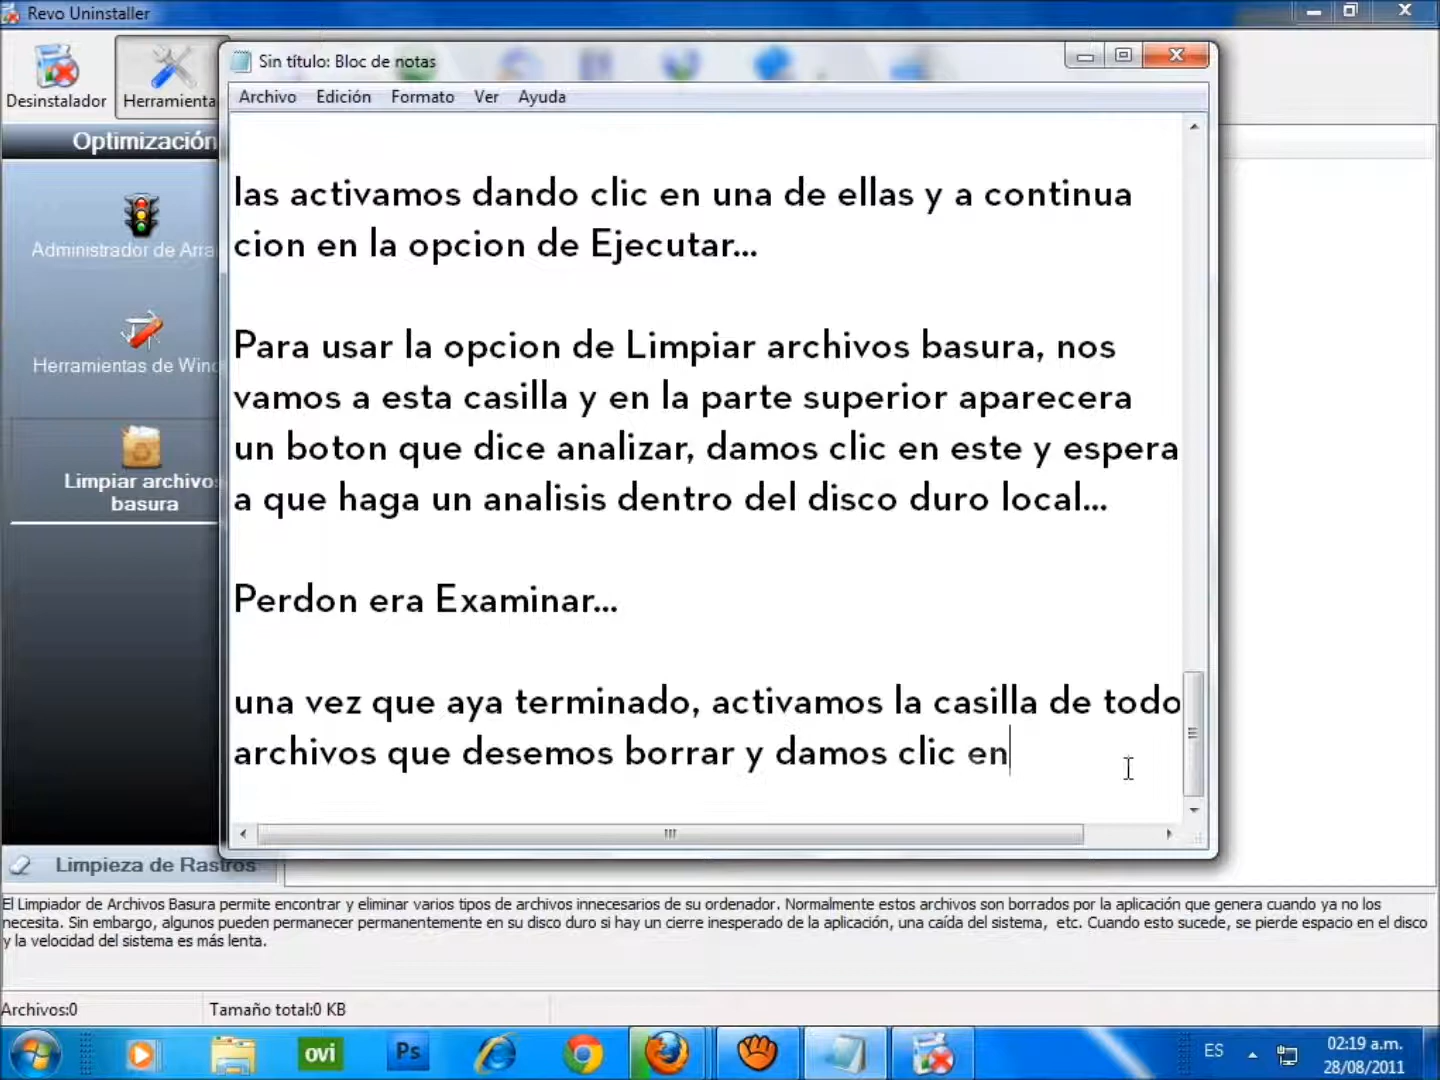 Revo Uninstaller
Sin título: Bloc de notas
Desinstalador
Herramienta
Archivo Edición Formato Ver Ayuda
Optimización
las activamos dando clic en una de ellas y a continua
cion en la opcion de Ejecutar...
Administrador de Arra
Para usar la opcion de Limpiar archivos basura, nos
vamos a esta casilla y en la parte superior aparecera
un boton que dice analizar, damos clic en este y espera
a que haga un analisis dentro del disco duro local...
Herramientas de Wind
Limpiar archivos
basura
Perdon era Examinar...
una vez que aya terminado, activamos la casilla de todo
archivos que desemos borrar y damos clic en
Limpieza de Rastros
El Limpiador de Archivos Basura permite encontrar y eliminar varios tipos de archivos innecesarios de su ordenador. Normalmente estos archivos son borrados por la aplicación que genera cuando ya no los
necesita. Sin embargo, algunos pueden permanecer permanentemente en su disco duro si hay un cierre inesperado de la aplicación, una caída del sistema, etc. Cuando esto sucede, se pierde espacio en el disco
y la velocidad del sistema es más lenta.
Archivos:0 Tamaño total:0 KB
ovi
Ps
ES
02:19 a.m.
28/08/2011